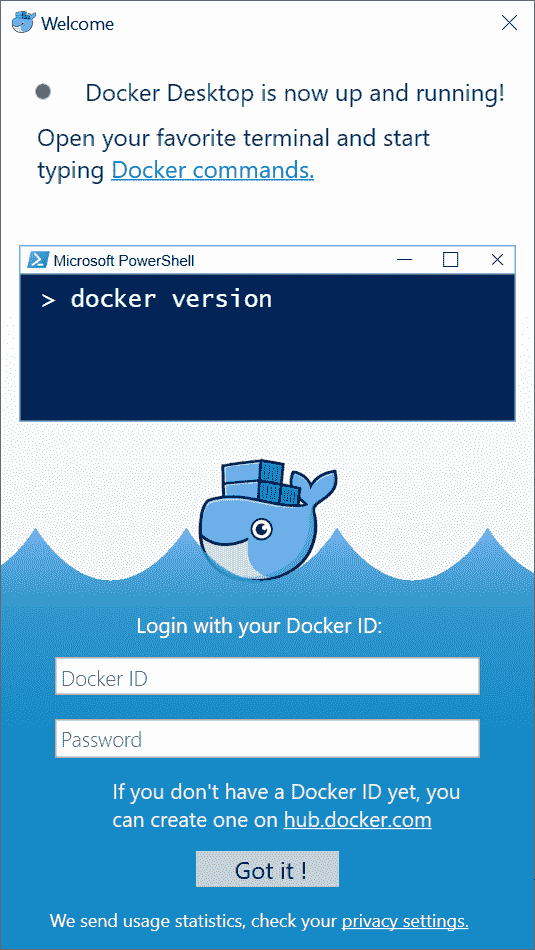 Welcome
Docker Desktop is now up and running!
Open your favorite terminal and start
typing Docker commands.
Microsoft PowerShell
> docker version
Login with your Docker ID:
Docker ID
Password
If you don't have a Docker ID yet, you
can create one on hub.docker.com
Got it !
We send usage statistics, check your privacy settings.